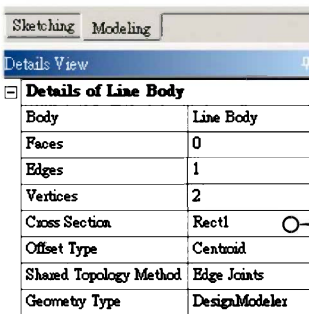 Sketching Modeling
Details View
Details of Line Body
Body Line Body
Faces 0
Edges 1
Vertices 2
Cross Section Rect1
Offset Type Centroid
Shared Topology Method Edge Joints
Geometry Type DesignModeler